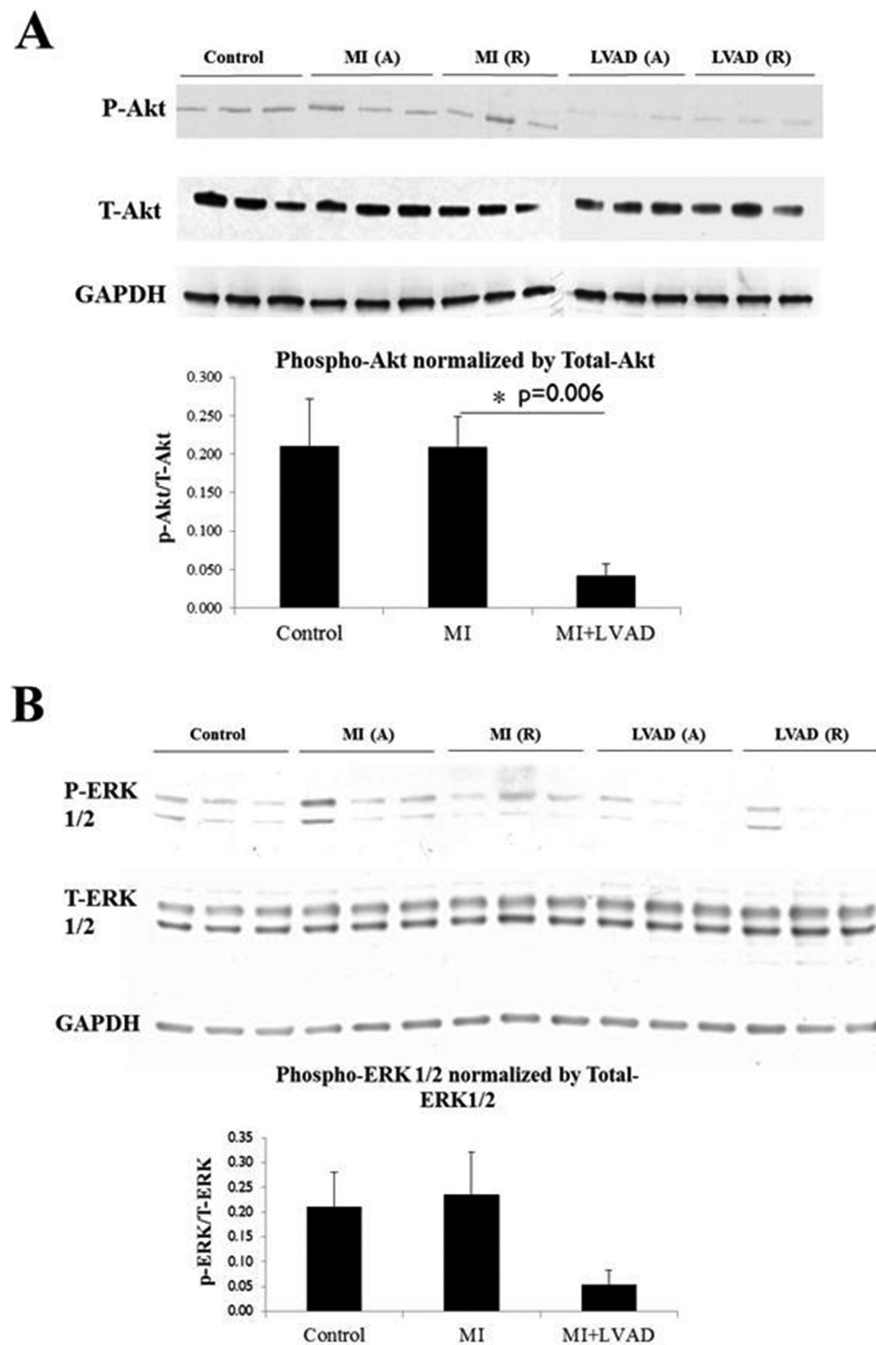 A
Control MI (A) MI (R) LVAD (A) LVAD (R)
P-Akt
T-Akt
GAPDH
Phospho-Akt normalized by Total-Akt
0.300
* p=0.006
0.250
0.200
0.150
0.100
0.050
0.000
p-Akt/T-Akt
Control MI MI+LVAD
B
Control MI (A) MI (R) LVAD (A) LVAD (R)
P-ERK
1/2
T-ERK
1/2
GAPDH
Phospho-ERK 1/2 normalized by Total-
ERK1/2
0.35
0.30
0.25
0.20
0.15
0.10
0.05
0.00
p-ERK/T-ERK
Control MI MI+LVAD